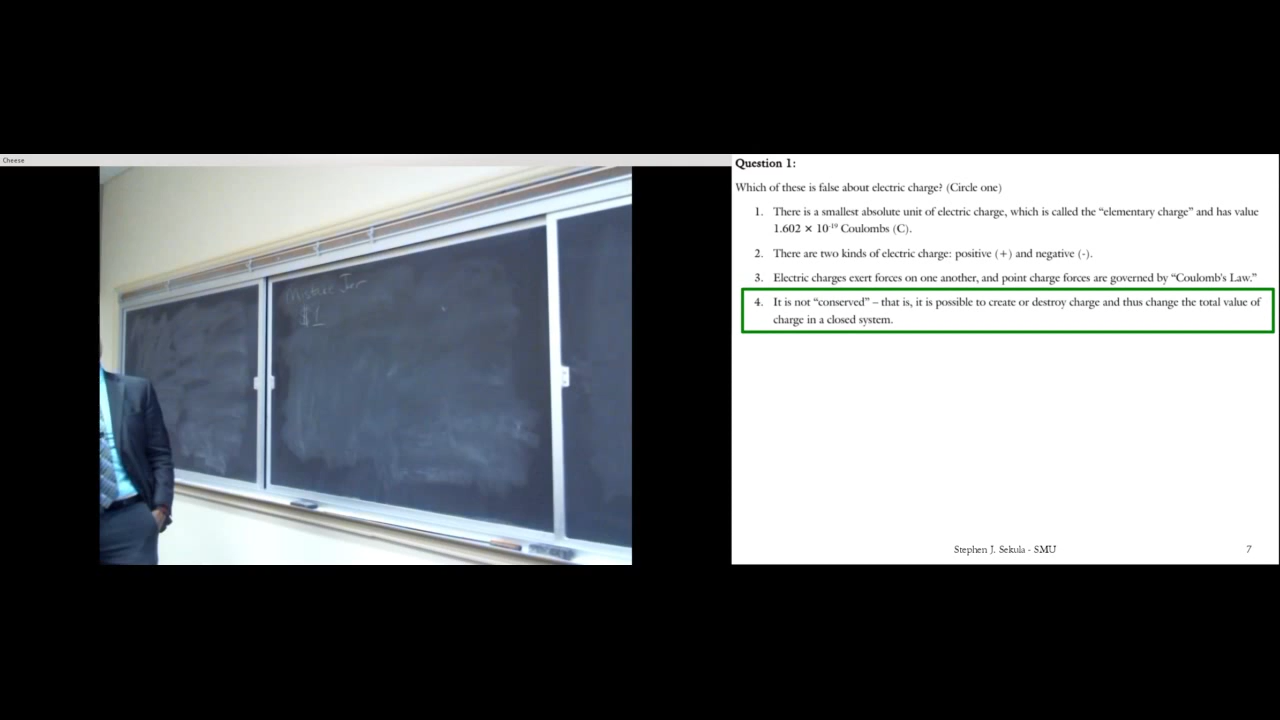 Cheese
Mistake Jar
$1
Question 1:
Which of these is false about electric charge? (Circle one)
1. There is a smallest absolute unit of electric charge, which is called the “elementary charge” and has value
1.602 × 10⁻¹⁹ Coulombs (C).
2. There are two kinds of electric charge: positive (+) and negative (-).
3. Electric charges exert forces on one another, and point charge forces are governed by “Coulomb's Law.”
4. It is not “conserved” – that is, it is possible to create or destroy charge and thus change the total value of
charge in a closed system.
Stephen J. Sekula - SMU
7